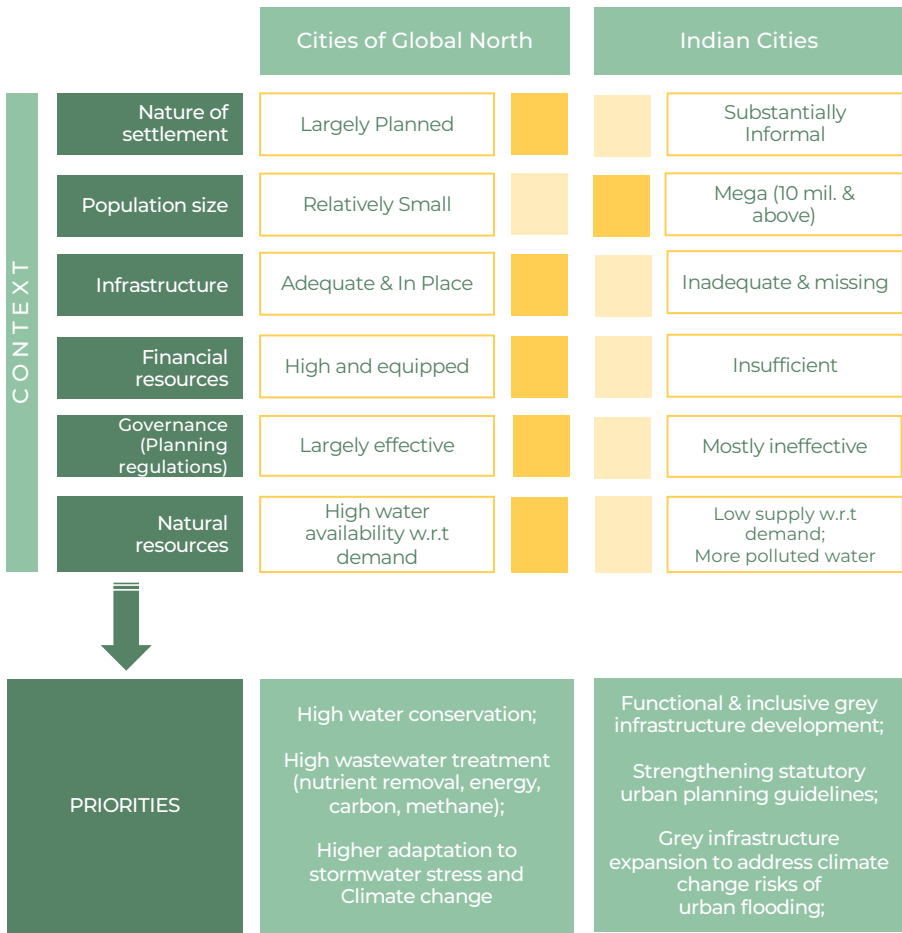 Cities of Global North
Indian Cities
CONTEXT
Nature of
settlement
Largely Planned
Substantially
Informal
Population size
Relatively Small
Mega (10 mil. &
above)
Infrastructure
Adequate & In Place
Inadequate & missing
Financial
resources
High and equipped
Insufficient
Governance
(Planning
regulations)
Largely effective
Mostly ineffective
Natural
resources
High water
availability w.r.t
demand
Low supply w.r.t
demand;
More polluted water
PRIORITIES
High water conservation;
High wastewater treatment
(nutrient removal, energy,
carbon, methane);
Higher adaptation to
stormwater stress and
Climate change
Functional & inclusive grey
infrastructure development;
Strengthening statutory
urban planning guidelines;
Grey infrastructure
expansion to address climate
change risks of
urban flooding;